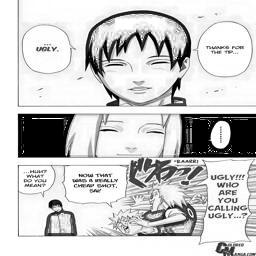 ...
UGLY.
THANKS
FOR
THE TIP...
..........
*BAARR!
UGLY!!!
WHO
ARE
YOU
CALLING
UGLY...?
NOW THAT
WAS A REALLY
CHEAP SHOT,
SAI!
...HUH?
WHAT
DO YOU
MEAN?